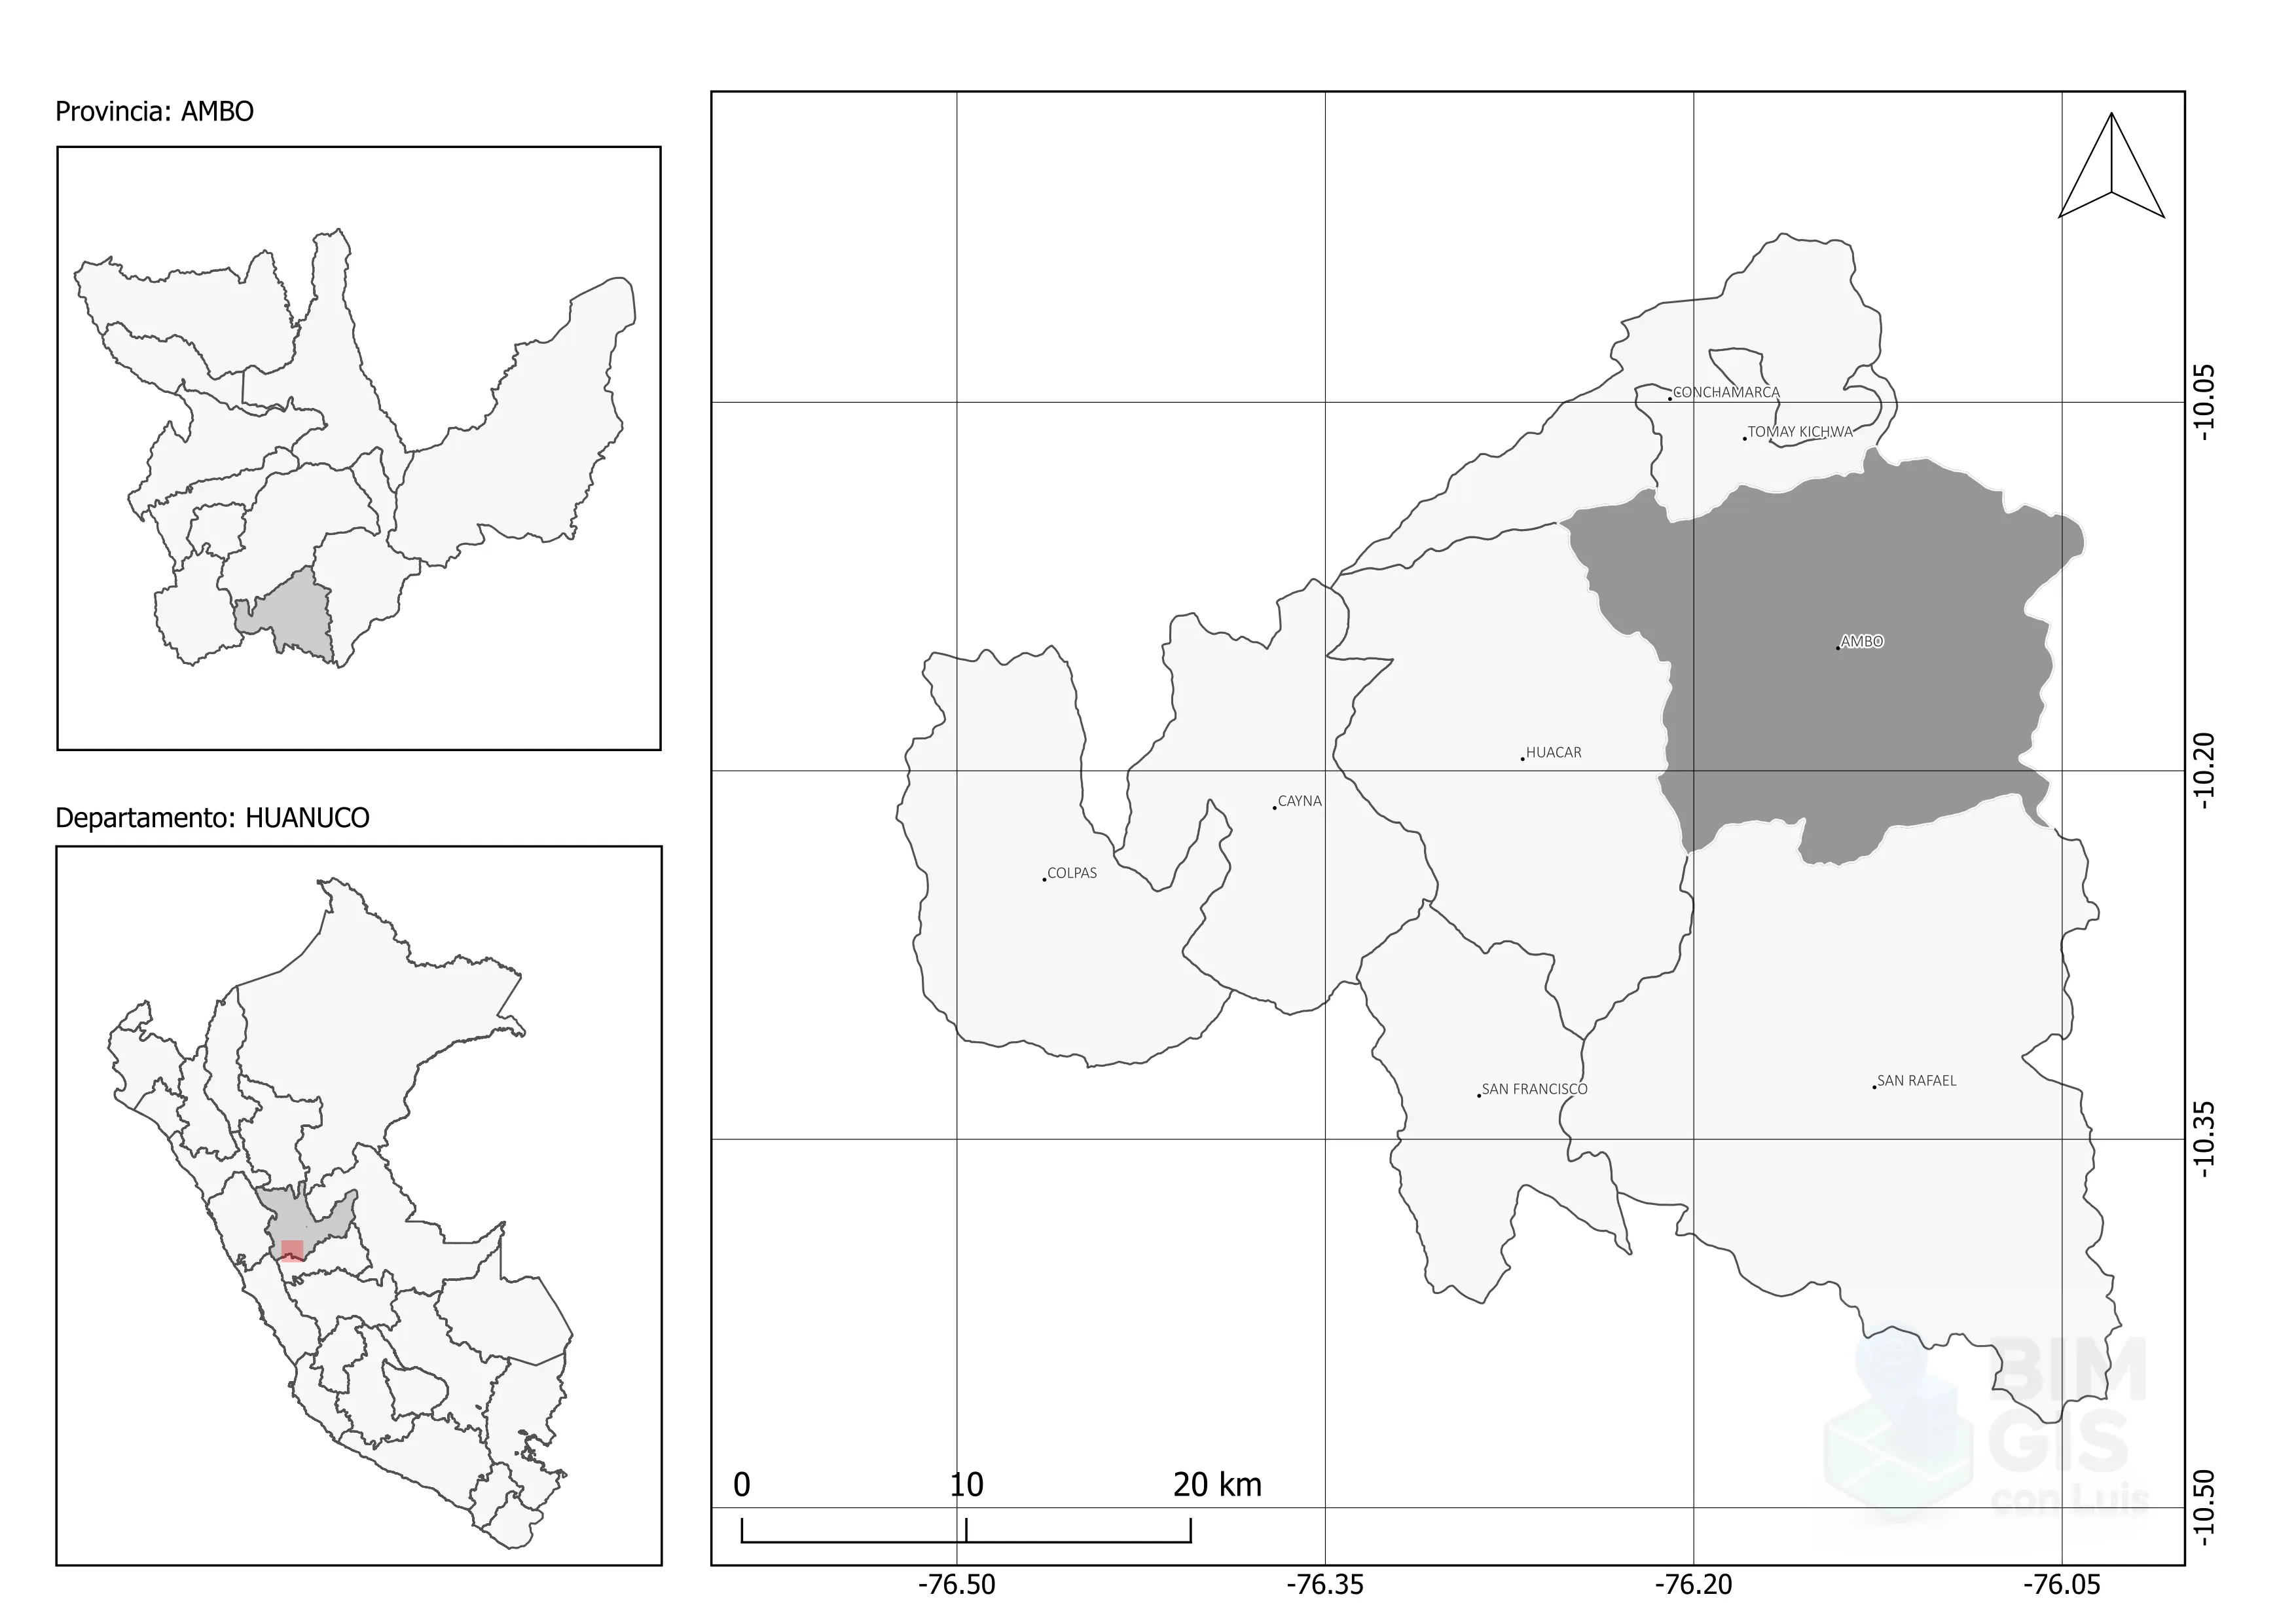 Provincia: AMBO
Departamento: HUANUCO
CONCHAMARCA
TOMAY KICHWA
AMBO
HUACAR
CAYNA
COLPAS
SAN FRANCISCO
SAN RAFAEL
-10.05
-10.20
-10.35
-10.50
0 10 20 km
-76.50 -76.35 -76.20 -76.05
BIM
GIS
con Luis